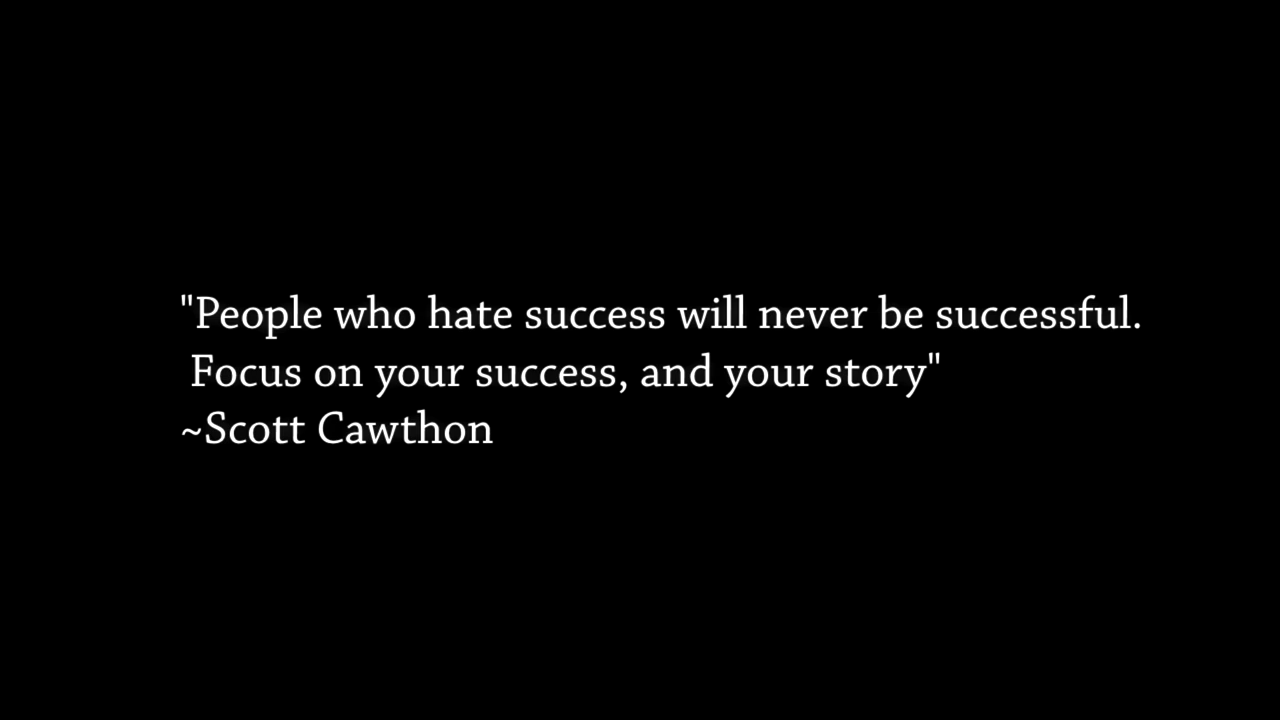 "People who hate success will never be successful.
Focus on your success, and your story"
~Scott Cawthon